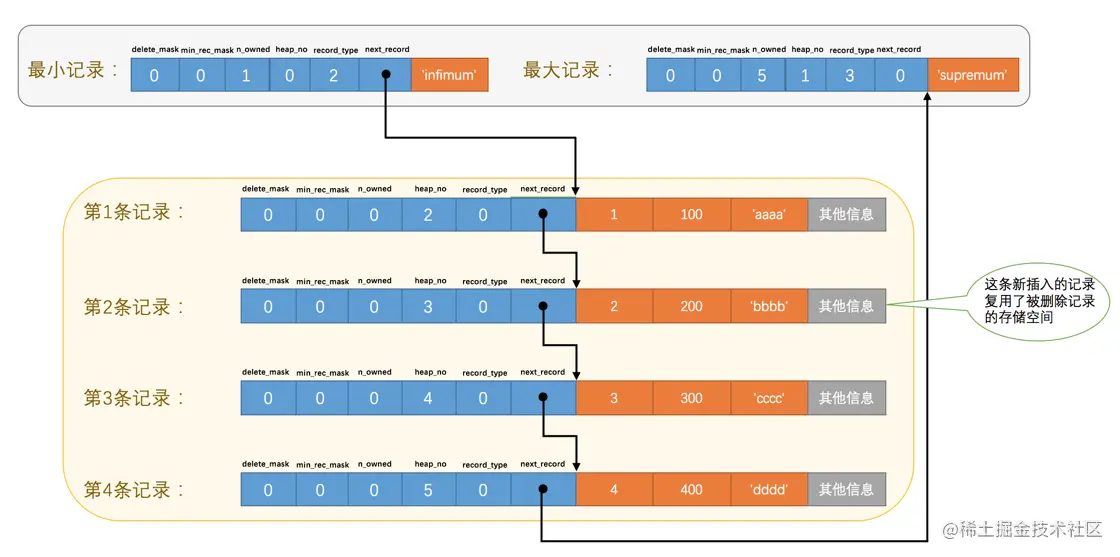 delete_mask min_rec_mask n_owned heap_no record_type next_record
最小记录： 0 0 1 0 2 'infimum'
delete_mask min_rec_mask n_owned heap_no record_type next_record
最大记录： 0 0 5 1 3 0 'supremum'
delete_mask min_rec_mask n_owned heap_no record_type next_record
第1条记录： 0 0 0 2 0 1 100 'aaaa' 其他信息
delete_mask min_rec_mask n_owned heap_no record_type next_record
第2条记录： 0 0 0 3 0 2 200 'bbbb' 其他信息
这条新插入的记录
复用了被删除记录
的存储空间
delete_mask min_rec_mask n_owned heap_no record_type next_record
第3条记录： 0 0 0 4 0 3 300 'cccc' 其他信息
delete_mask min_rec_mask n_owned heap_no record_type next_record
第4条记录： 0 0 0 5 0 4 400 'dddd' 其他信息
@稀土掘金技术社区